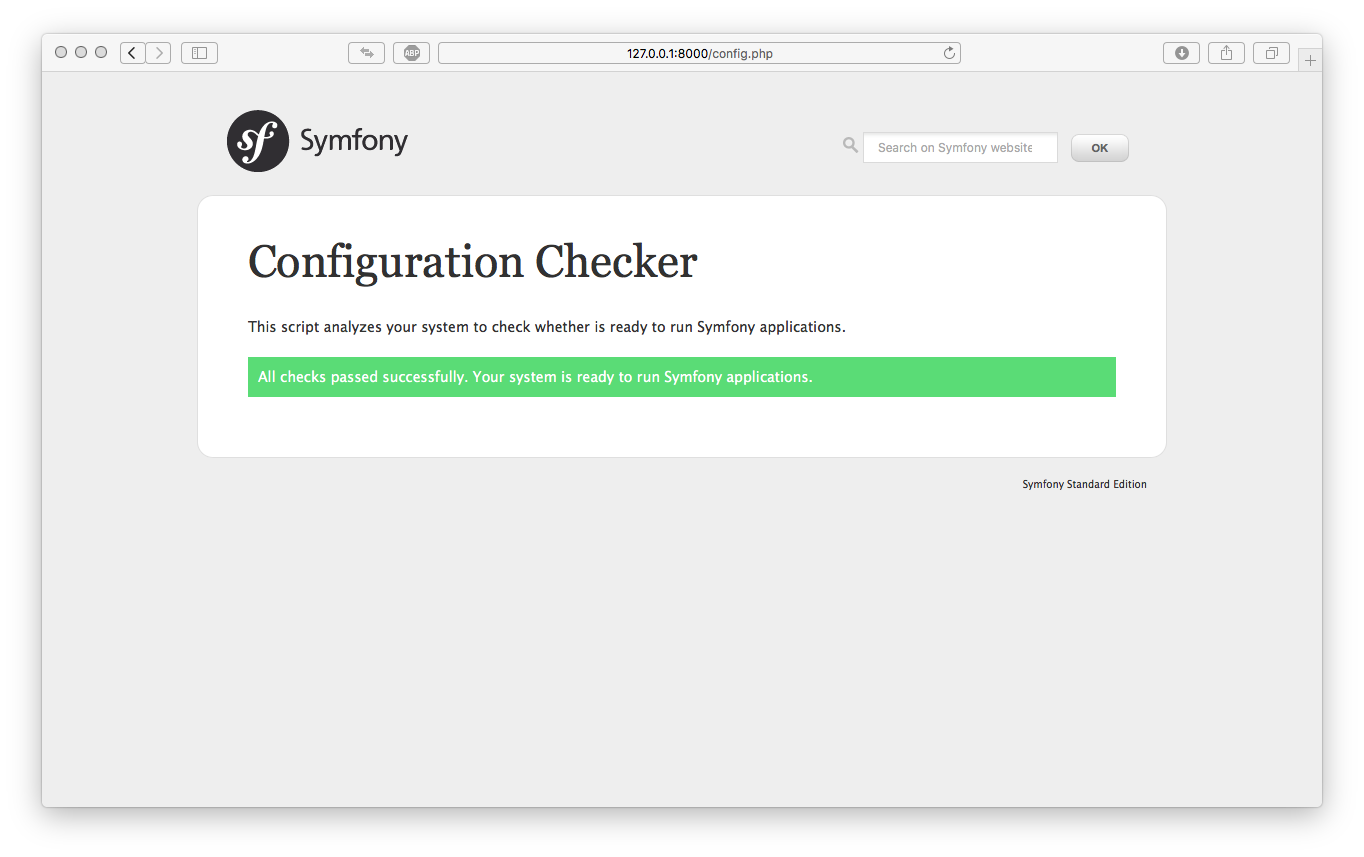 ABP
127.0.0.1:8000/config.php
sf Symfony
Search on Symfony website
OK
Configuration Checker
This script analyzes your system to check whether is ready to run Symfony applications.
All checks passed successfully. Your system is ready to run Symfony applications.
Symfony Standard Edition